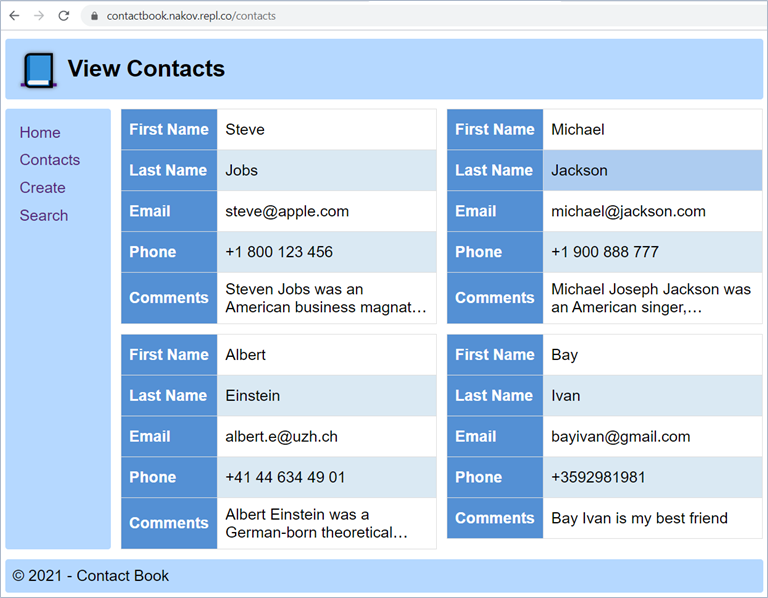 contactbook.nakov.repl.co/contacts
View Contacts
Home
Contacts
Create
Search
First Name Steve
Last Name Jobs
Email steve@apple.com
Phone +1 800 123 456
Comments Steven Jobs was an
American business magnat…
First Name Michael
Last Name Jackson
Email michael@jackson.com
Phone +1 900 888 777
Comments Michael Joseph Jackson was
an American singer,…
First Name Albert
Last Name Einstein
Email albert.e@uzh.ch
Phone +41 44 634 49 01
Comments Albert Einstein was a
German-born theoretical…
First Name Bay
Last Name Ivan
Email bayivan@gmail.com
Phone +3592981981
Comments Bay Ivan is my best friend
© 2021 - Contact Book